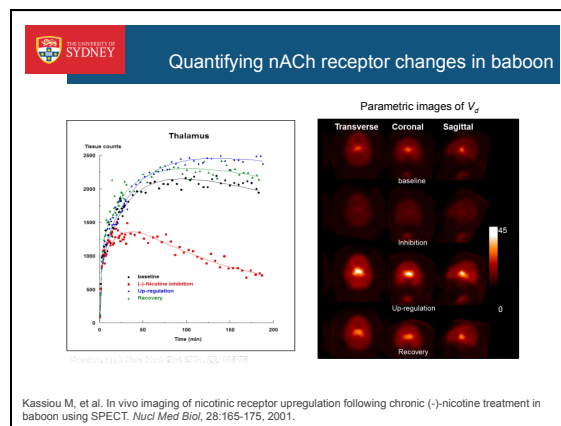 THE UNIVERSITY OF
SYDNEY
Quantifying nACh receptor changes in baboon
Thalamus
Tissue counts
2500
2000
1500
1000
500
0
baseline
(-)-Nicotine inhibition
Up-regulation
Recovery
0 50 100 150 200
Time (min)
Parametric images of Vd
Transverse Coronal Sagittal
baseline
Inhibition
Up-regulation
Recovery
45
0
Kassiou M, et al. In vivo imaging of nicotinic receptor upregulation following chronic (-)-nicotine treatment in
baboon using SPECT. Nucl Med Biol, 28:165-175, 2001.